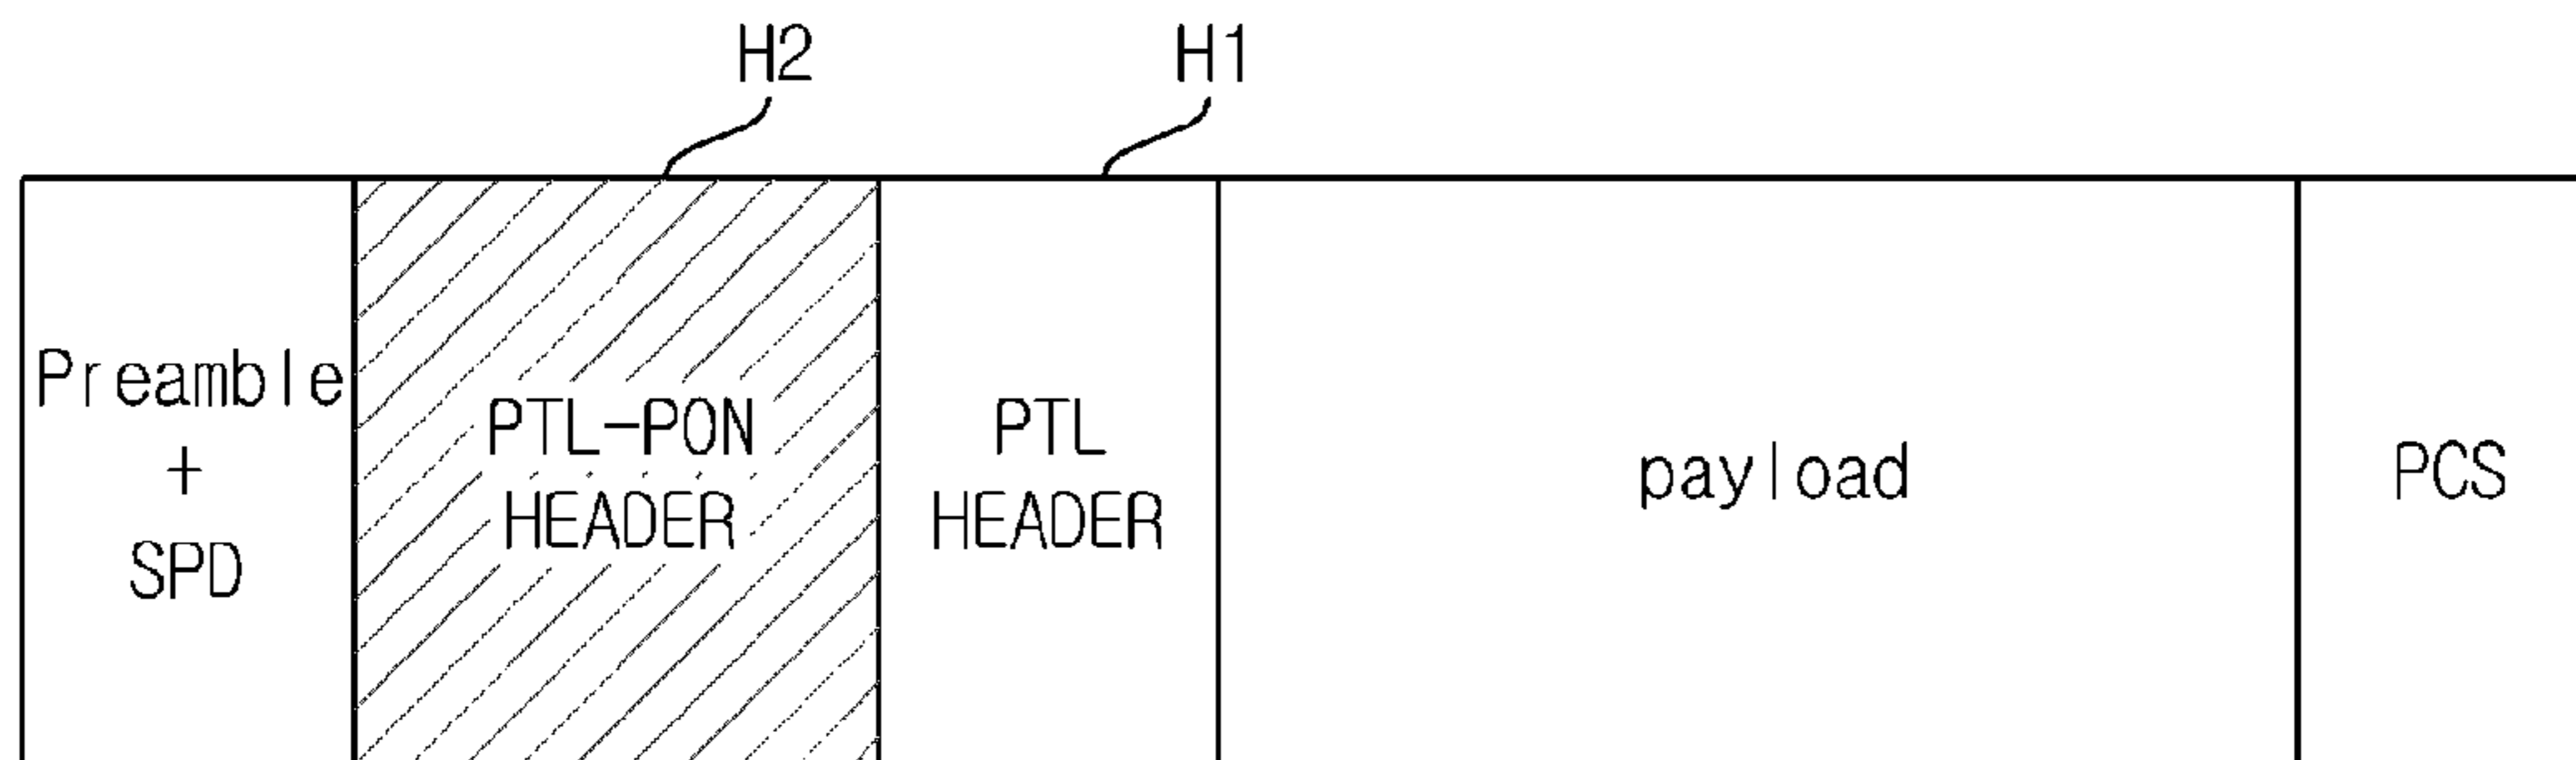 H2
H1
Preamble
+
SPD
PTL-PON
HEADER
PTL
HEADER
payload
PCS